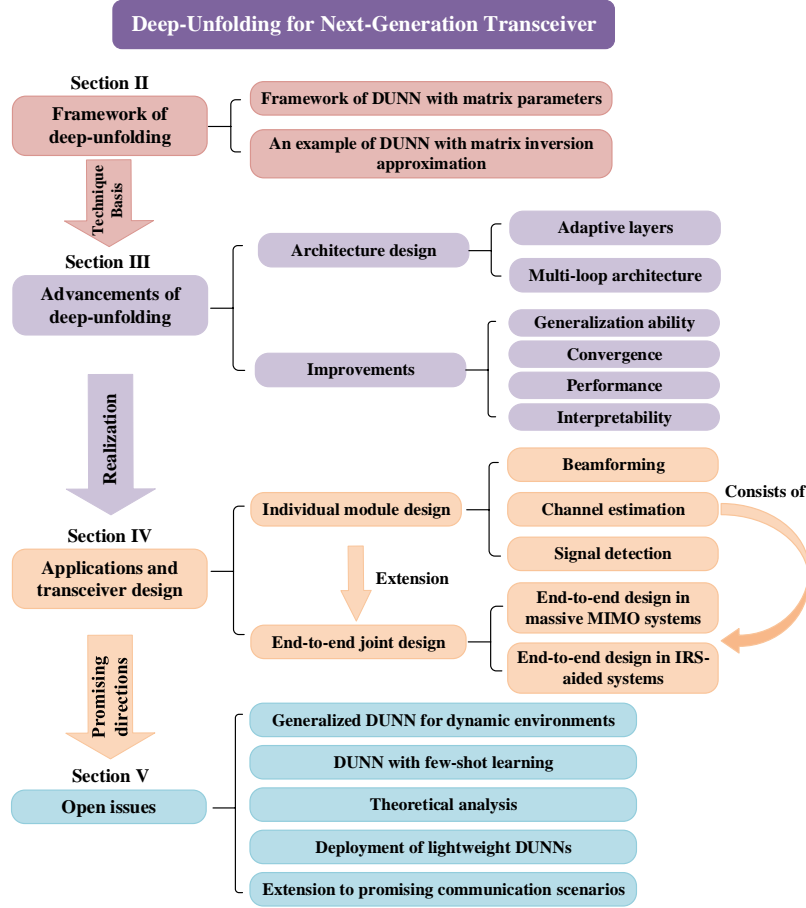 Deep-Unfolding for Next-Generation Transceiver
Section II
Framework of
deep-unfolding
Framework of DUNN with matrix parameters
An example of DUNN with matrix inversion
approximation
Technique
Basis
Section III
Advancements of
deep-unfolding
Architecture design
Adaptive layers
Multi-loop architecture
Improvements
Generalization ability
Convergence
Performance
Interpretability
Realization
Section IV
Applications and
transceiver design
Individual module design
Beamforming
Channel estimation
Signal detection
Consists of
Extension
End-to-end joint design
End-to-end design in
massive MIMO systems
End-to-end design in IRS-
aided systems
Promising
directions
Section V
Open issues
Generalized DUNN for dynamic environments
DUNN with few-shot learning
Theoretical analysis
Deployment of lightweight DUNNs
Extension to promising communication scenarios